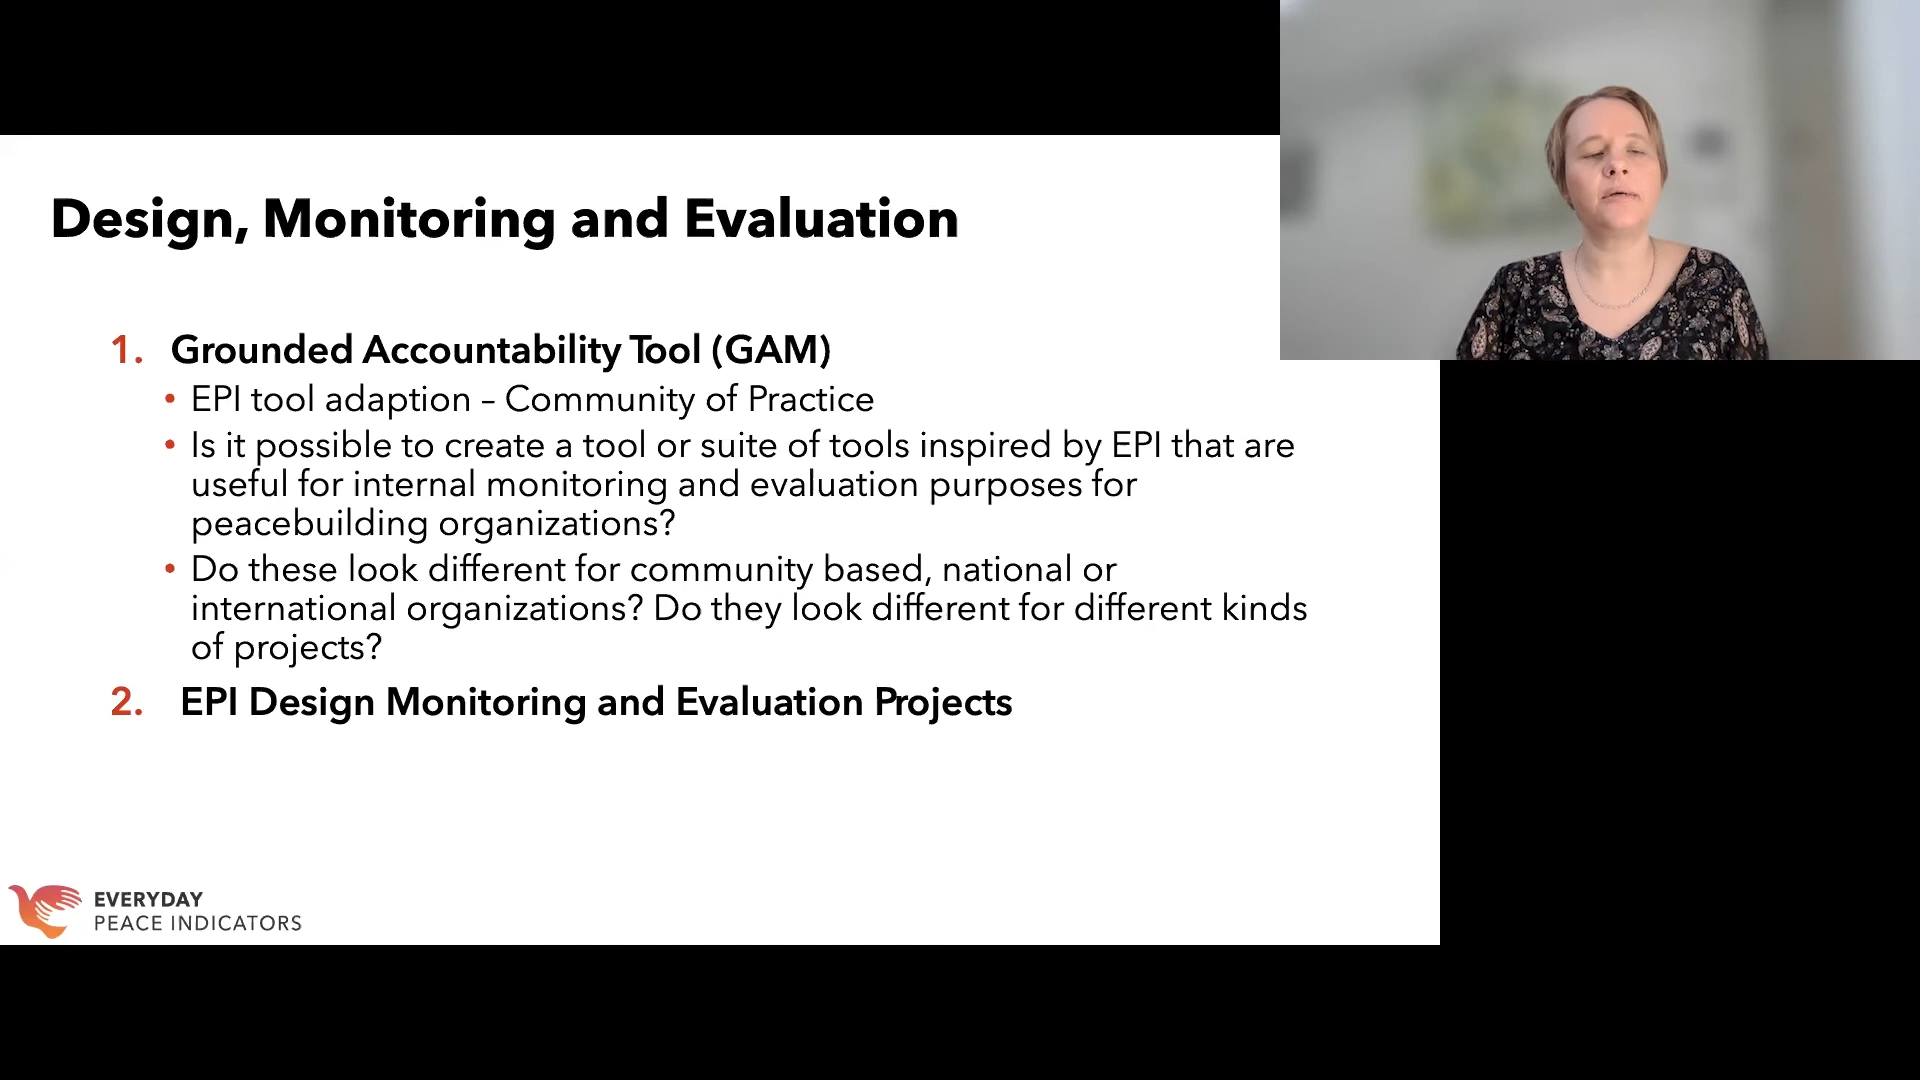 Design, Monitoring and Evaluation
1. Grounded Accountability Tool (GAM)
• EPI tool adaption – Community of Practice
• Is it possible to create a tool or suite of tools inspired by EPI that are
useful for internal monitoring and evaluation purposes for
peacebuilding organizations?
• Do these look different for community based, national or
international organizations? Do they look different for different kinds
of projects?
2. EPI Design Monitoring and Evaluation Projects
EVERYDAY
PEACE INDICATORS